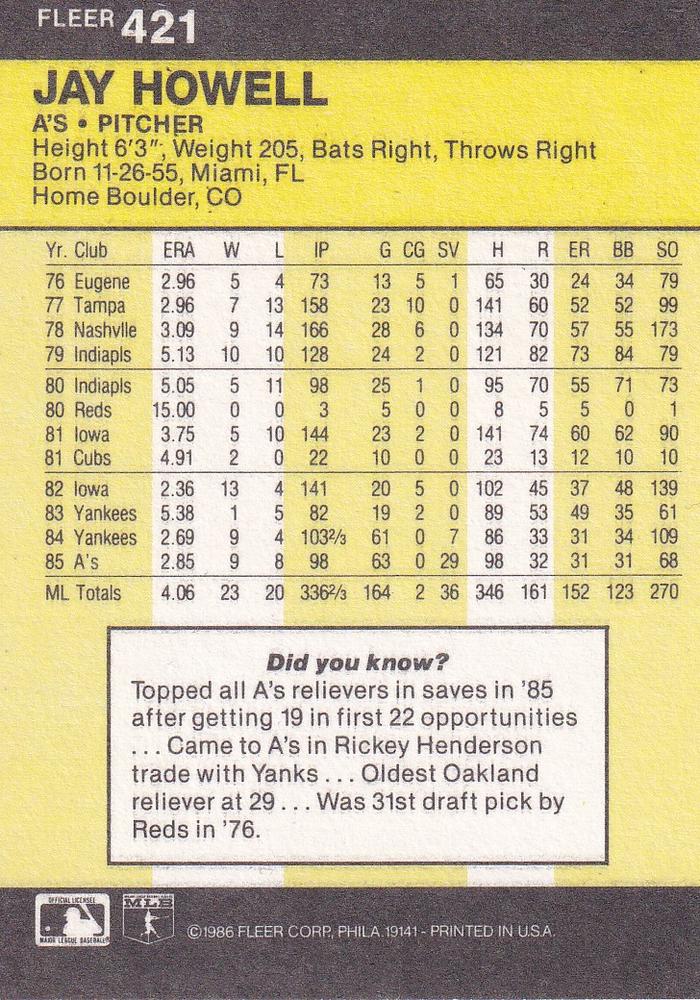 FLEER 421
JAY HOWELL
A'S • PITCHER
Height 6'3", Weight 205, Bats Right, Throws Right
Born 11-26-55, Miami, FL
Home Boulder, CO
Yr. Club ERA W L IP G CG SV H R ER BB SO
76 Eugene 2.96 5 4 73 13 5 1 65 30 24 34 79
77 Tampa 2.96 7 13 158 23 10 0 141 60 52 52 99
78 Nashvlle 3.09 9 14 166 28 6 0 134 70 57 55 173
79 Indiapls 5.13 10 10 128 24 2 0 121 82 73 84 79
80 Indiapls 5.05 5 11 98 25 1 0 95 70 55 71 73
80 Reds 15.00 0 0 3 5 0 0 8 5 5 0 1
81 Iowa 3.75 5 10 144 23 2 0 141 74 60 62 90
81 Cubs 4.91 2 0 22 10 0 0 23 13 12 10 10
82 Iowa 2.36 13 4 141 20 5 0 102 45 37 48 139
83 Yankees 5.38 1 5 82 19 2 0 89 53 49 35 61
84 Yankees 2.69 9 4 103⅔ 61 0 7 86 33 31 34 109
85 A's 2.85 9 8 98 63 0 29 98 32 31 31 68
ML Totals 4.06 23 20 336⅔ 164 2 36 346 161 152 123 270
Did you know?
Topped all A's relievers in saves in '85
after getting 19 in first 22 opportunities
... Came to A's in Rickey Henderson
trade with Yanks ... Oldest Oakland
reliever at 29 ... Was 31st draft pick by
Reds in '76.
OFFICIAL LICENSEE
MAJOR LEAGUE BASEBALL
MLB
©1986 FLEER CORP., PHILA. 19141 - PRINTED IN U.S.A.